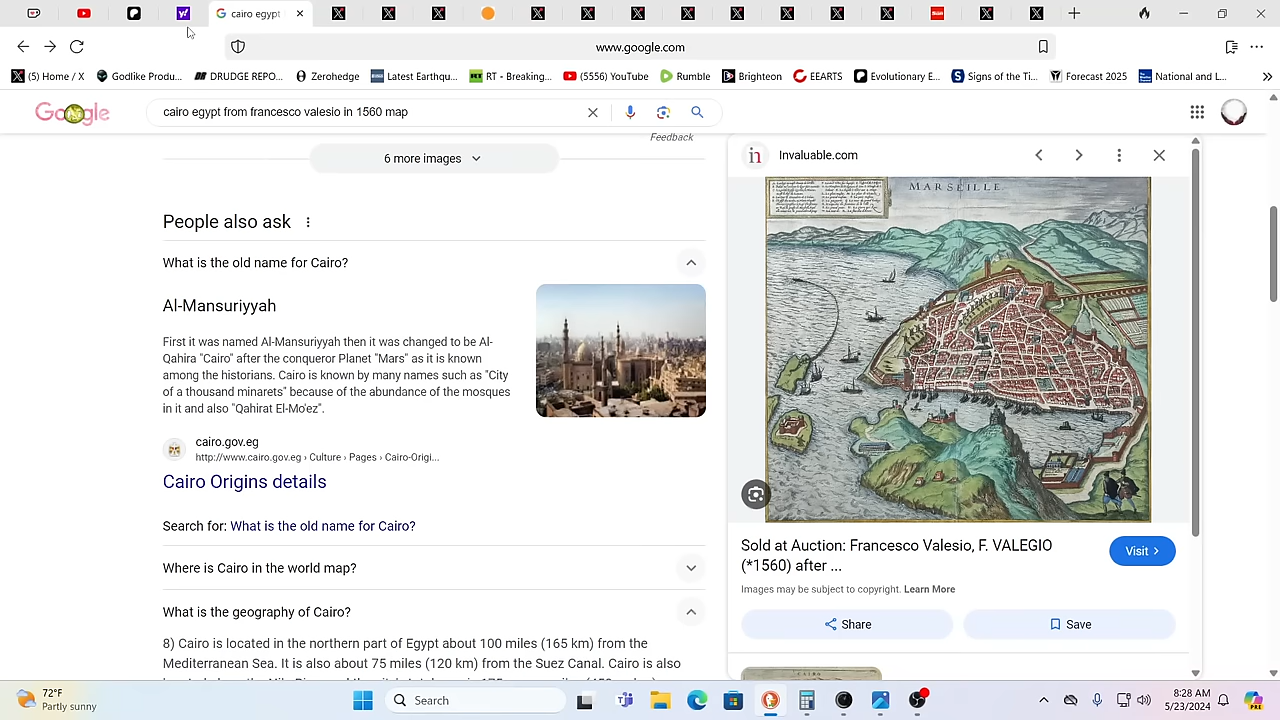 cairo egypt
www.google.com
(5) Home / X
Godlike Produ...
DRUDGE REPO...
Zerohedge
Latest Earthqu...
RT - Breaking...
(5556) YouTube
Rumble
Brighteon
EEARTS
Evolutionary E...
Signs of the Ti...
Forecast 2025
National and L...
Google
cairo egypt from francesco valesio in 1560 map
Feedback
6 more images
People also ask
What is the old name for Cairo?
Al-Mansuriyyah
First it was named Al-Mansuriyyah then it was changed to be Al-
Qahira "Cairo" after the conqueror Planet "Mars" as it is known
among the historians. Cairo is known by many names such as "City
of a thousand minarets" because of the abundance of the mosques
in it and also "Qahirat El-Mo'ez".
cairo.gov.eg
http://www.cairo.gov.eg › Culture › Pages › Cairo-Origi...
Cairo Origins details
Search for: What is the old name for Cairo?
Where is Cairo in the world map?
What is the geography of Cairo?
8) Cairo is located in the northern part of Egypt about 100 miles (165 km) from the
Mediterranean Sea. It is also about 75 miles (120 km) from the Suez Canal. Cairo is also
in
Invaluable.com
MARSEILLE
Sold at Auction: Francesco Valesio, F. VALEGIO
(*1560) after ...
Visit
Images may be subject to copyright. Learn More
Share
Save
72°F
Partly sunny
Search
8:28 AM
5/23/2024
PRE